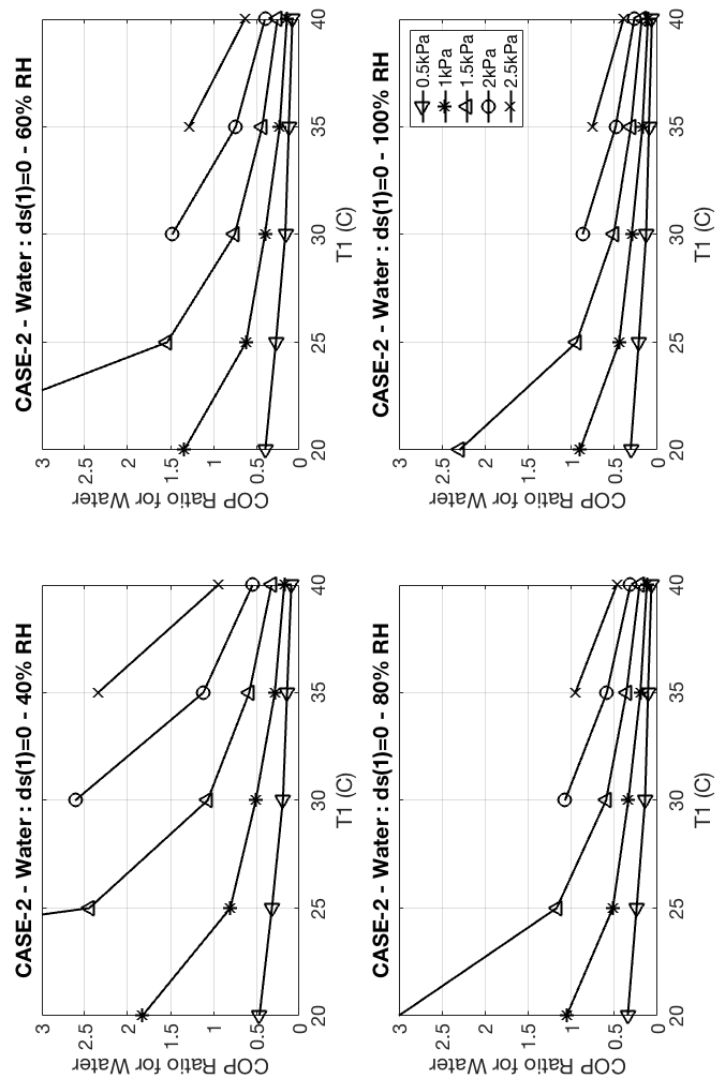 CASE-2 - Water : ds(1)=0 - 40% RH
3
2.5
2
1.5
1
0.5
0
COP Ratio for Water
20
25
30
35
40
T1 (C)
CASE-2 - Water : ds(1)=0 - 60% RH
3
2.5
2
1.5
1
0.5
0
COP Ratio for Water
20
25
30
35
40
T1 (C)
CASE-2 - Water : ds(1)=0 - 80% RH
3
2.5
2
1.5
1
0.5
0
COP Ratio for Water
20
25
30
35
40
T1 (C)
CASE-2 - Water : ds(1)=0 - 100% RH
3
2.5
2
1.5
1
0.5
0
COP Ratio for Water
20
25
30
35
40
T1 (C)
0.5kPa
1kPa
1.5kPa
2kPa
2.5kPa